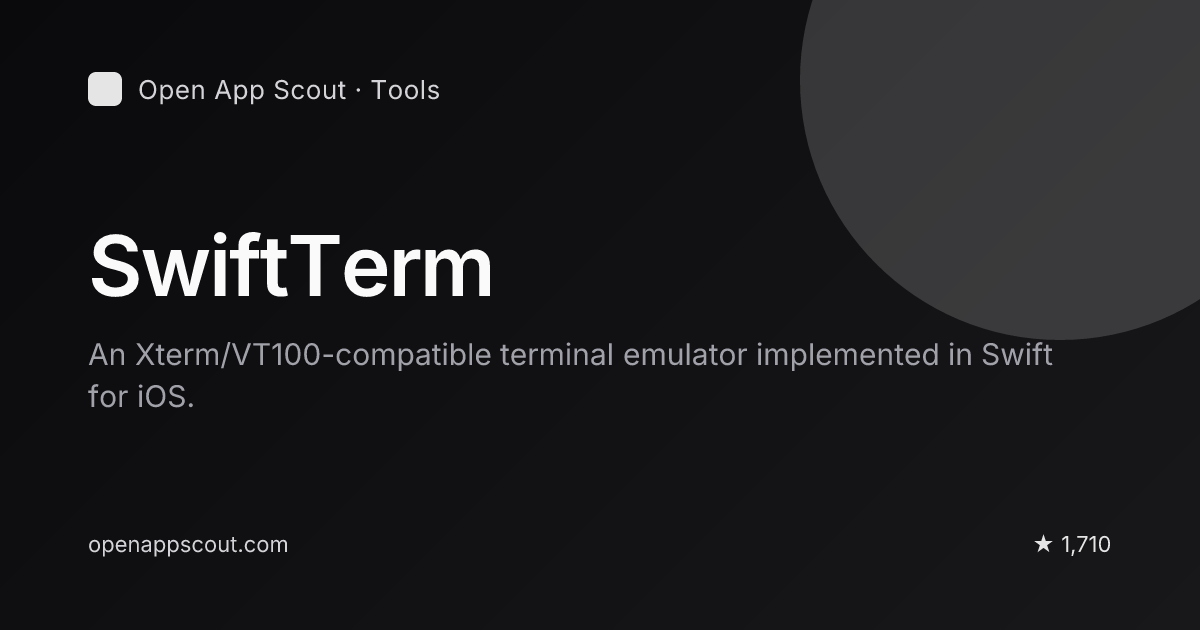 Open App Scout · Tools
SwiftTerm
An Xterm/VT100-compatible terminal emulator implemented in Swift
for iOS.
openappscout.com
★ 1,710